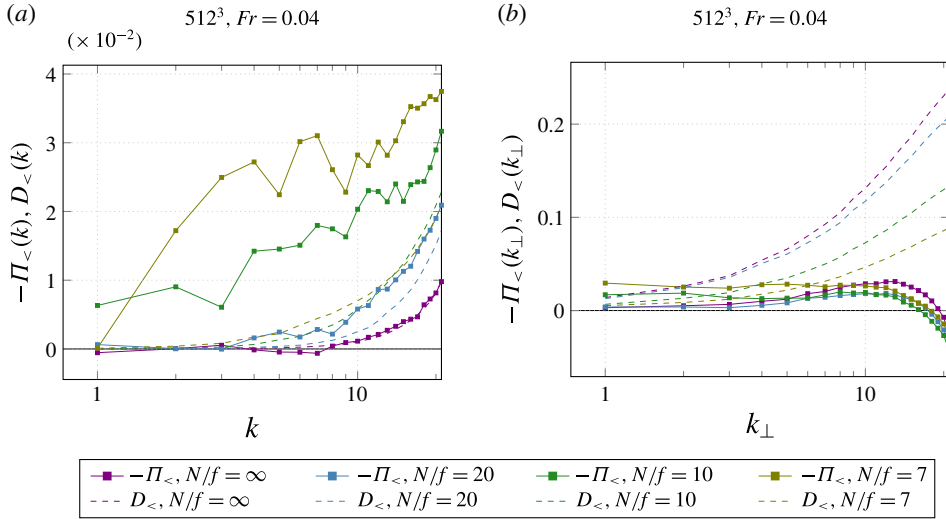 (a)
512³, Fr = 0.04
(× 10⁻²)
4
3
2
1
0
−Π<(k), D<(k)
1
10
k
(b)
512³, Fr = 0.04
0.2
0.1
0
−Π<(k⊥), D<(k⊥)
1
10
k⊥
−Π<, N/f = ∞ −Π<, N/f = 20 −Π<, N/f = 10 −Π<, N/f = 7
D<, N/f = ∞ D<, N/f = 20 D<, N/f = 10 D<, N/f = 7